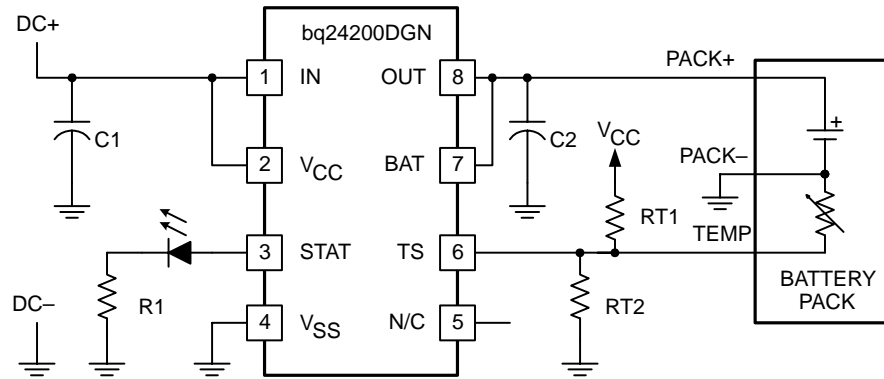 DC+
bq24200DGN
1 IN OUT 8
PACK+
C1
C2
+
VCC
2 VCC BAT 7
PACK–
RT1
TEMP
3 STAT TS 6
BATTERY
PACK
DC–
R1
RT2
4 VSS N/C 5